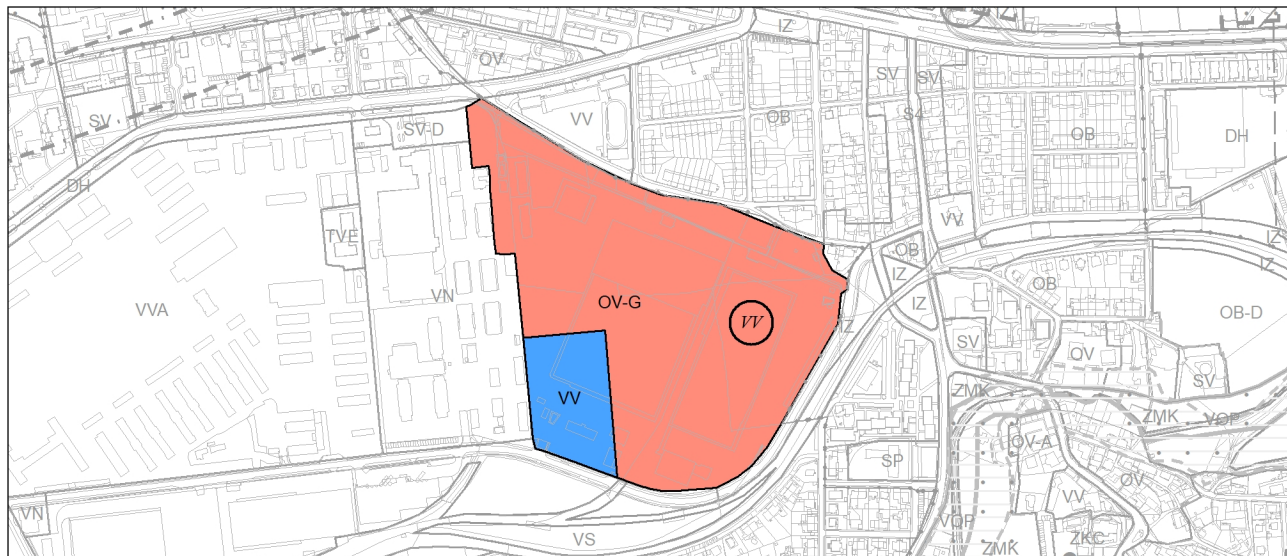 IZ
IZ
OV
SV
SV
SV
VV
SV-D
S4
OB
OB
DH
DH
TVE
VV
IZ
OB
IZ
VN
VVA
OV-G
VV
IZ
IZ
OB
OB-D
IZ
SV
OV
SV
VV
ZMK
ZMK
VOP
OV-A
SP
OV
VV
VN
VOP
VS
ZMK
ZKC